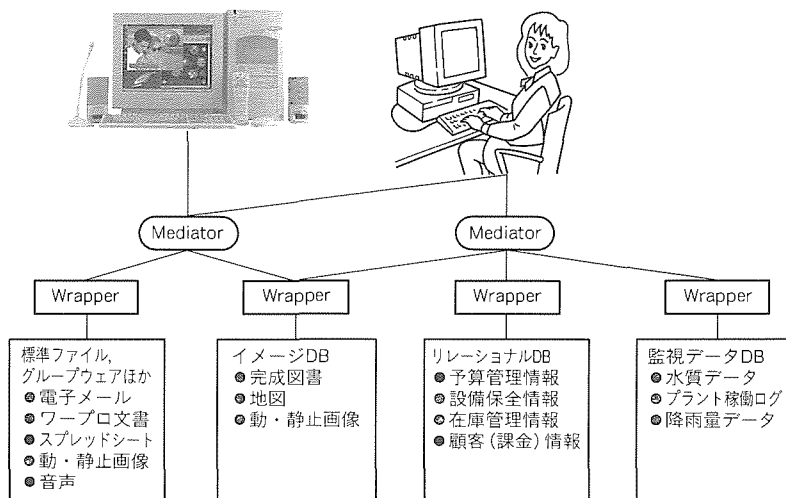 Mediator
Mediator
Wrapper
Wrapper
Wrapper
Wrapper
標準ファイル,
グループウェアほか
●電子メール
●ワープロ文書
●スプレッドシート
●動・静止画像
●音声
イメージDB
●完成図書
●地図
●動・静止画像
リレーショナルDB
●予算管理情報
●設備保全情報
●在庫管理情報
●顧客(課金)情報
監視データDB
●水質データ
●プラント稼働ログ
●降雨量データ